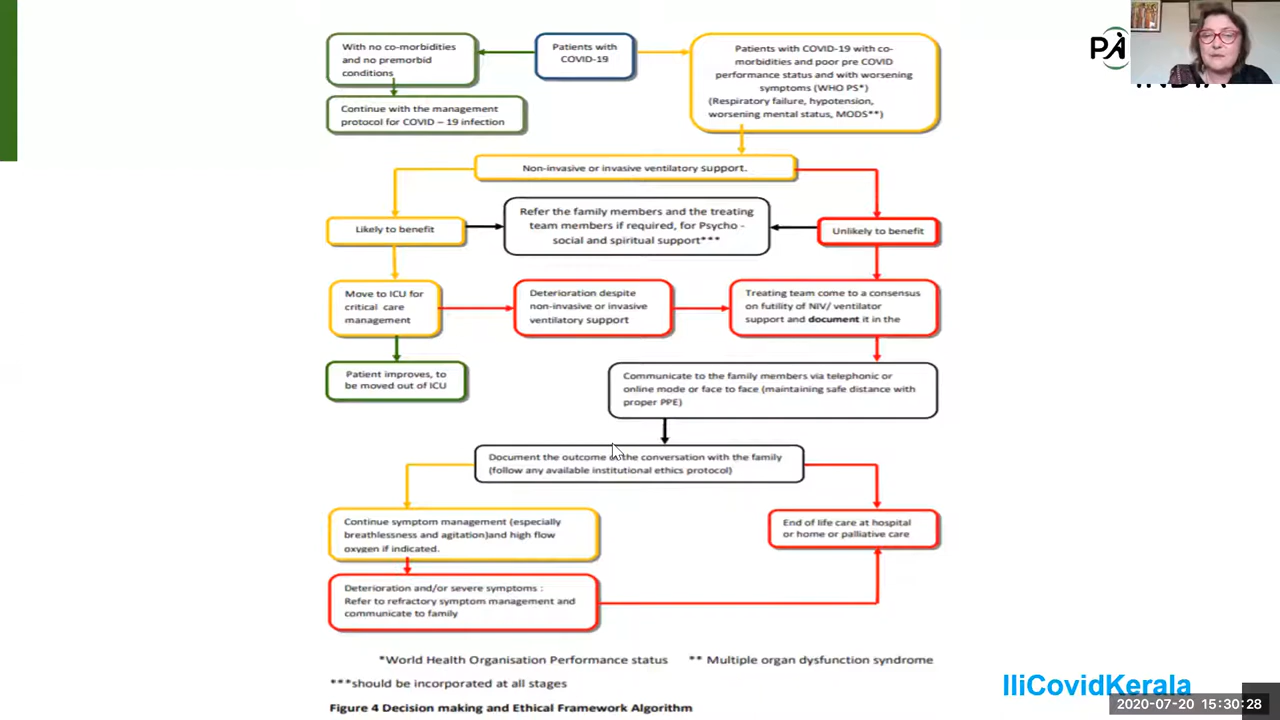 With no co-morbidities
and no premorbid
conditions
Patients with
COVID-19
Patients with COVID-19 with co-
morbidities and poor pre COVID
performance status and with worsening
symptoms (WHO PS*)
(Respiratory failure, hypotension,
worsening mental status, MODS**)
Continue with the management
protocol for COVID – 19 infection
Non-invasive or invasive ventilatory support.
Likely to benefit
Refer the family members and the treating
team members if required, for Psycho -
social and spiritual support***
Unlikely to benefit
Move to ICU for
critical care
management
Deterioration despite
non-invasive or invasive
ventilatory support
Treating team come to a consensus
on futility of NIV/ ventilator
support and document it in the
Patient improves, to
be moved out of ICU
Communicate to the family members via telephonic or
online mode or face to face (maintaining safe distance with
proper PPE)
Document the outcome the conversation with the family
(follow any available institutional ethics protocol)
Continue symptom management (especially
breathlessness and agitation)and high flow
oxygen if indicated.
End of life care at hospital
or home or palliative care
Deterioration and/or severe symptoms :
Refer to refractory symptom management and
communicate to family
*World Health Organisation Performance status ** Multiple organ dysfunction syndrome
***should be incorporated at all stages
Figure 4 Decision making and Ethical Framework Algorithm
INDIA
lliCovidKerala
2020-07-20 15:30:28